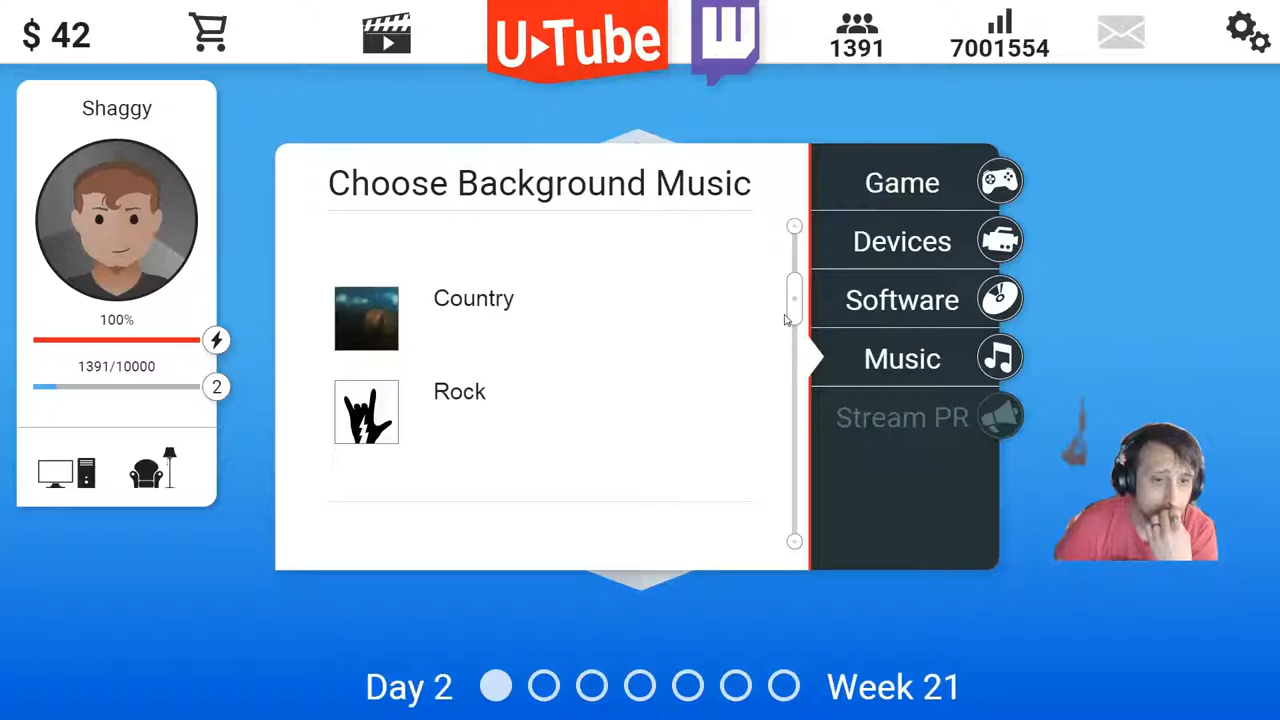 $ 42
U▸Tube
1391
7001554
Shaggy
100%
1391/10000
2
Choose Background Music
Country
Rock
Game
Devices
Software
Music
Stream PR
Day 2
Week 21